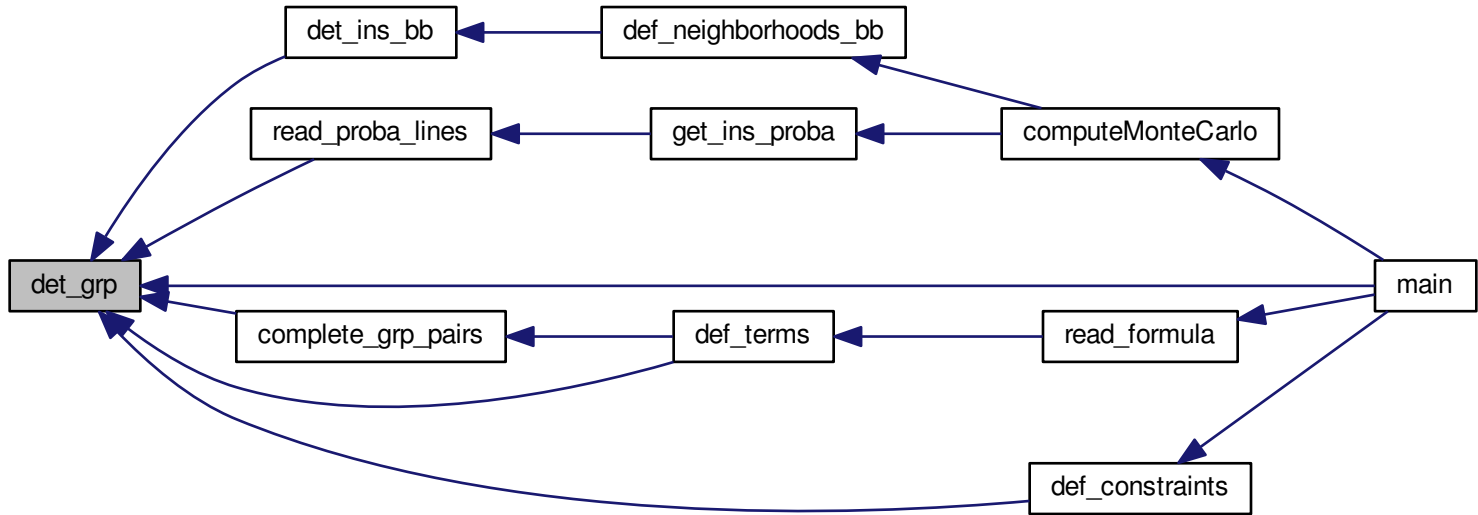 det_ins_bb
def_neighborhoods_bb
read_proba_lines
get_ins_proba
computeMonteCarlo
det_grp
main
complete_grp_pairs
def_terms
read_formula
def_constraints